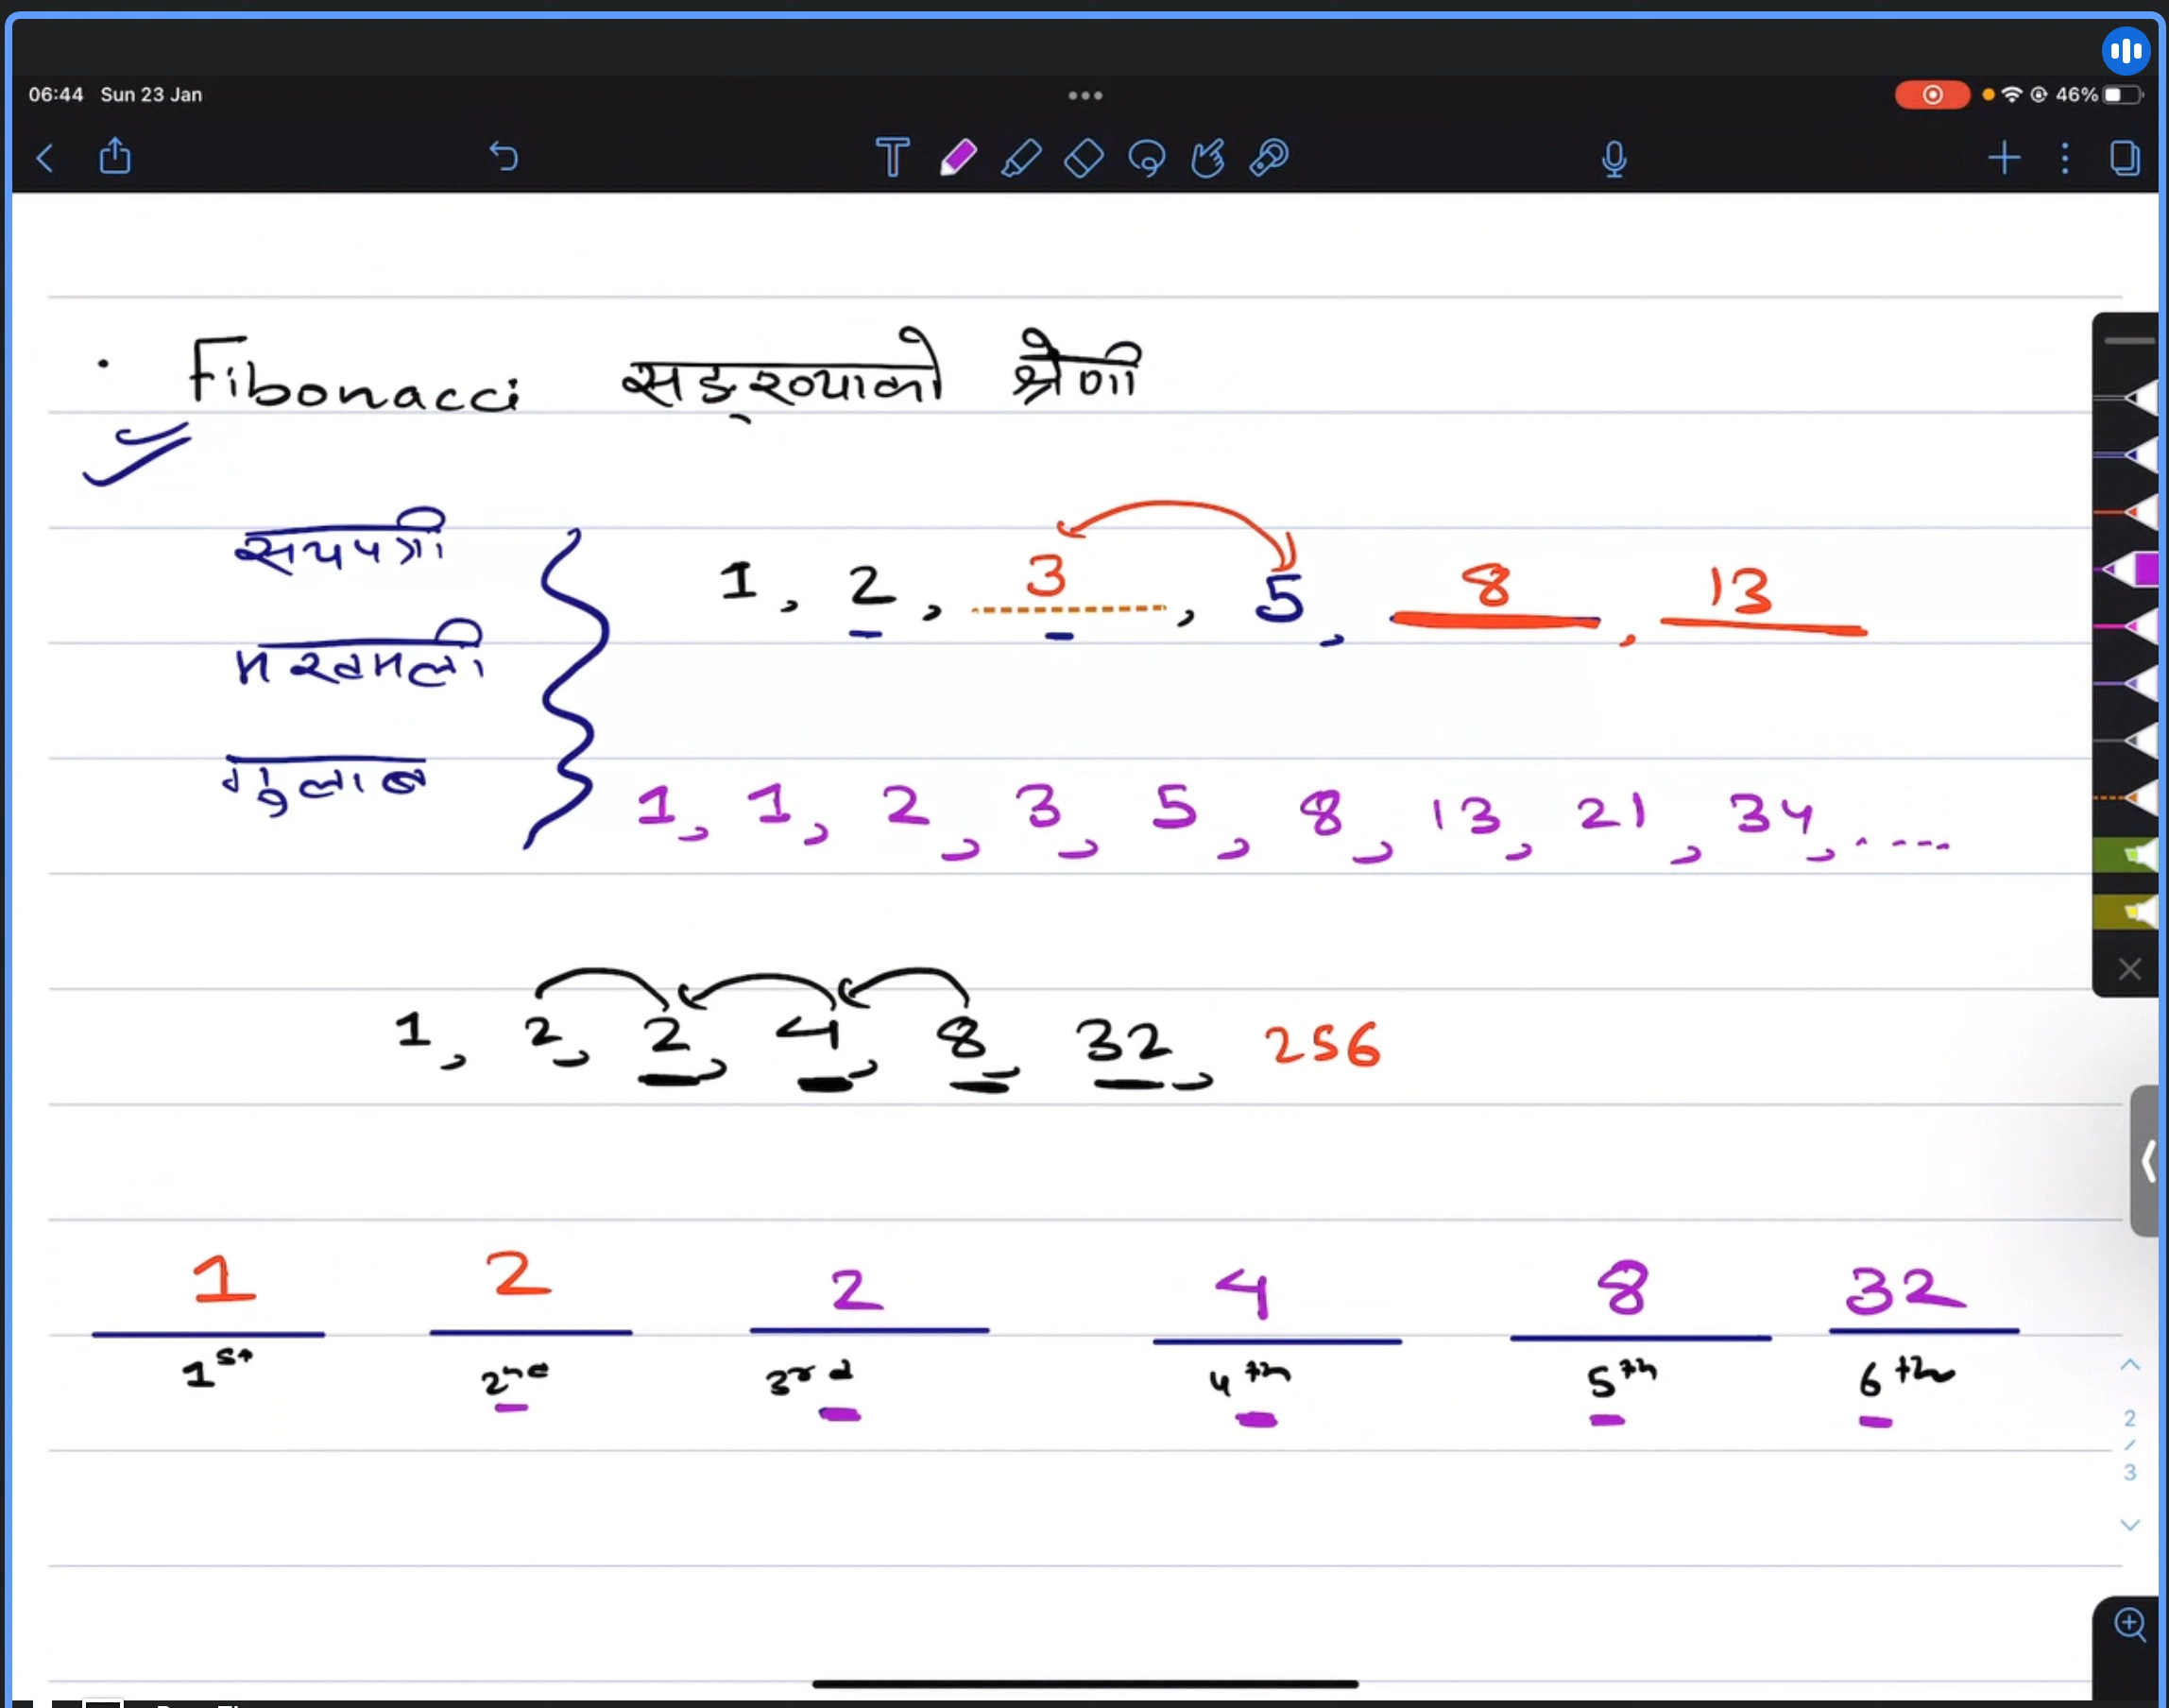 06:44 Sun 23 Jan
46%
. Fibonacci सङ्ख्याको श्रेणी
सयपत्री
1, 2, 3, 5, 8, 13
मखमली
गुलाब
1, 1, 2, 3, 5, 8, 13, 21, 34, ....
1, 2, 2, 4, 8, 32, 256
1 2 2 4 8 32
1st 2nd 3rd 4th 5th 6th
2
/
3